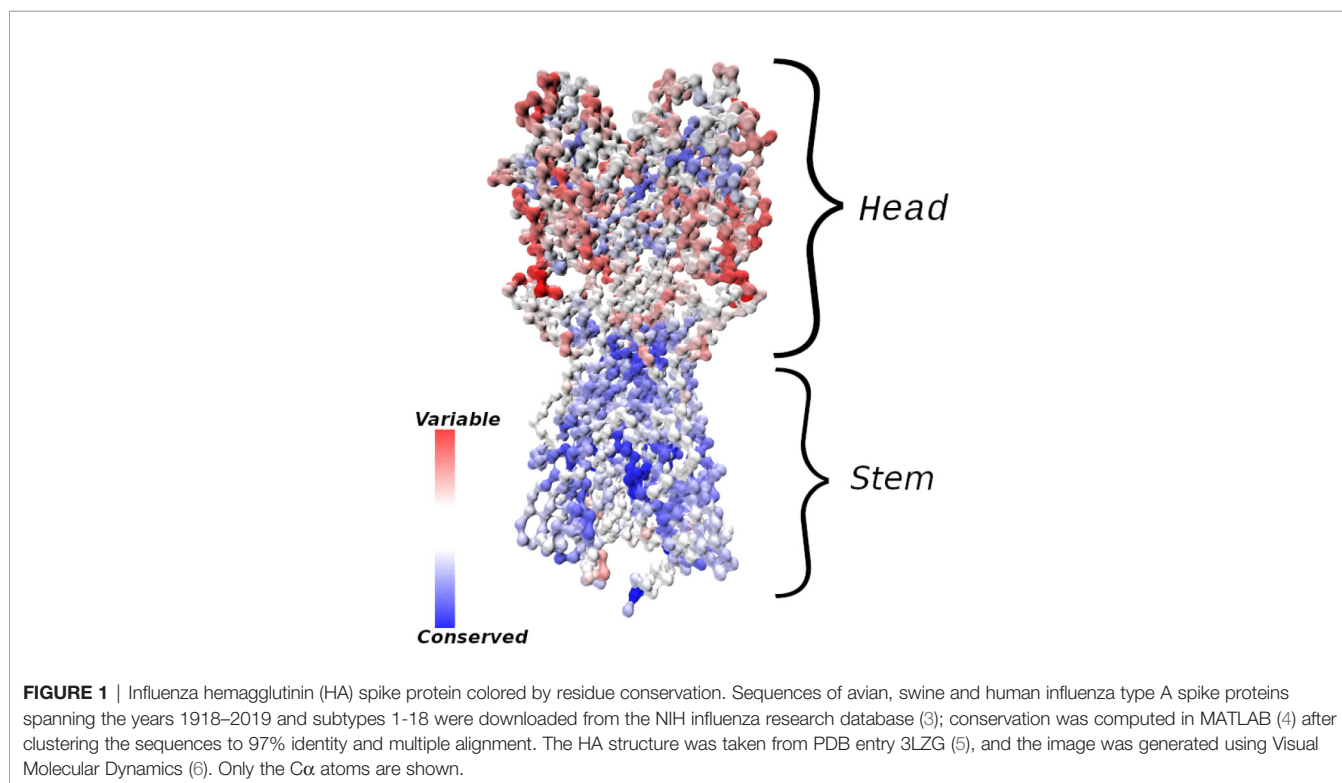 Head
Stem
Variable
Conserved
FIGURE 1 | Influenza hemagglutinin (HA) spike protein colored by residue conservation. Sequences of avian, swine and human influenza type A spike proteins
spanning the years 1918–2019 and subtypes 1-18 were downloaded from the NIH influenza research database (3); conservation was computed in MATLAB (4) after
clustering the sequences to 97% identity and multiple alignment. The HA structure was taken from PDB entry 3LZG (5), and the image was generated using Visual
Molecular Dynamics (6). Only the Cα atoms are shown.